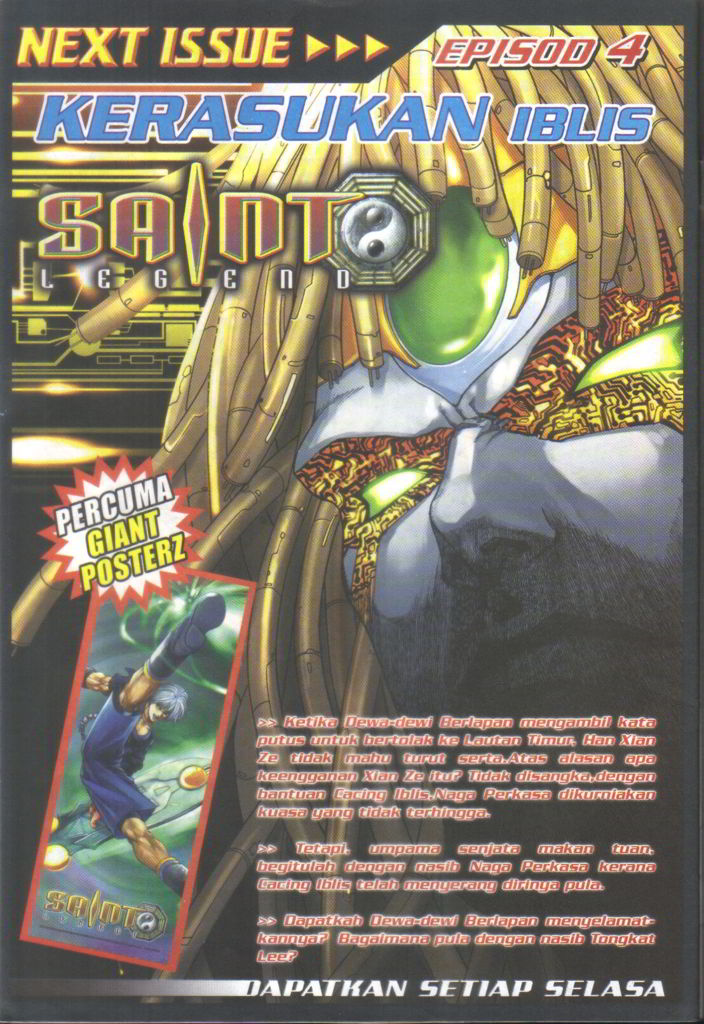 NEXT ISSUE
EPISOD 4
KERASUKAN IBLIS
SAINT
LEGEND
PERCUMA
GIANT
POSTERZ
SAINT
LEGEND
>> Ketika Dewa-dewi Berlapan mengambil kata
putus untuk bertolak ke Lautan Timur, Han Xian
Ze tidak mahu turut serta.Atas alasan apa
keengganan Xian Ze itu? Tidak disangka,dengan
bantuan Cacing Iblis,Naga Perkasa dikurniakan
kuasa yang tidak terhingga.
>> Tetapi, umpama senjata makan tuan,
begitulah dengan nasib Naga Perkasa kerana
Cacing Iblis telah menyerang dirinya pula.
>> Dapatkah Dewa-dewi Berlapan menyelamat-
kannya? Bagaimana pula dengan nasib Tongkat
Lee?
DAPATKAN SETIAP SELASA